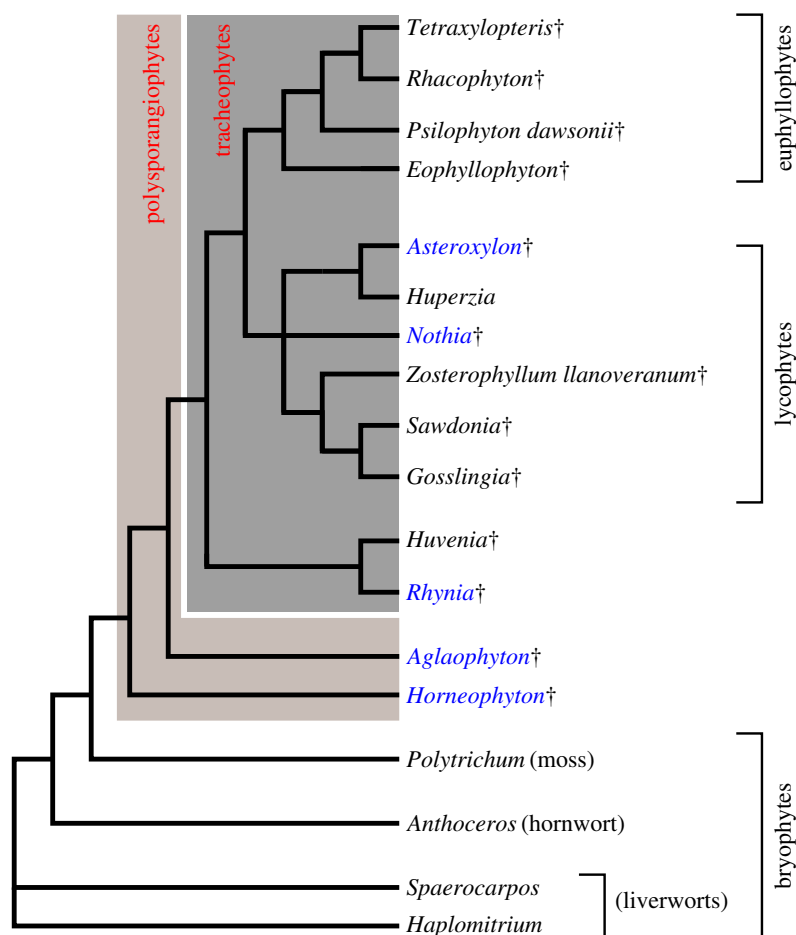 polysporangiophytes
tracheophytes
Tetraxylopteris†
Rhacophyton†
Psilophyton dawsonii†
Eophyllophyton†
euphyllophytes
Asteroxylon†
Huperzia
Nothia†
Zosterophyllum llanoveranum†
Sawdonia†
Gosslingia†
lycophytes
Huvenia†
Rhynia†
Aglaophyton†
Horneophyton†
Polytrichum (moss)
Anthoceros (hornwort)
Spaerocarpos
Haplomitrium
(liverworts)
bryophytes